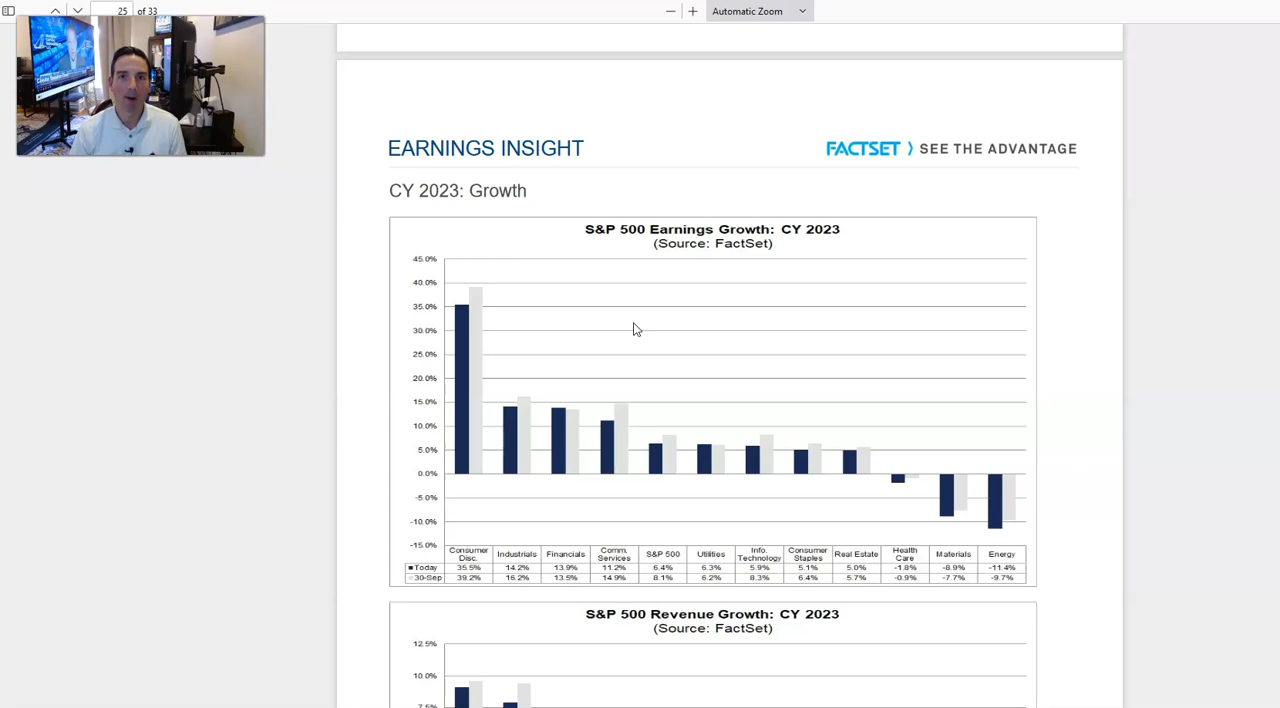 25 of 33
Automatic Zoom
EARNINGS INSIGHT
FACTSET ⟩ SEE THE ADVANTAGE
CY 2023: Growth
S&P 500 Earnings Growth: CY 2023
(Source: FactSet)
45.0%
40.0%
35.0%
30.0%
25.0%
20.0%
15.0%
10.0%
5.0%
0.0%
-5.0%
-10.0%
-15.0%
Consumer Disc. Industrials Financials Comm. Services S&P 500 Utilities Info. Technology Consumer Staples Real Estate Health Care Materials Energy
Today 35.5% 14.2% 13.9% 11.2% 6.4% 6.3% 5.9% 5.1% 5.0% -1.8% -8.9% -11.4%
30-Sep 39.2% 16.2% 13.5% 14.9% 8.1% 6.2% 8.3% 6.4% 5.7% -0.9% -7.7% -9.7%
S&P 500 Revenue Growth: CY 2023
(Source: FactSet)
12.5%
10.0%
7.5%